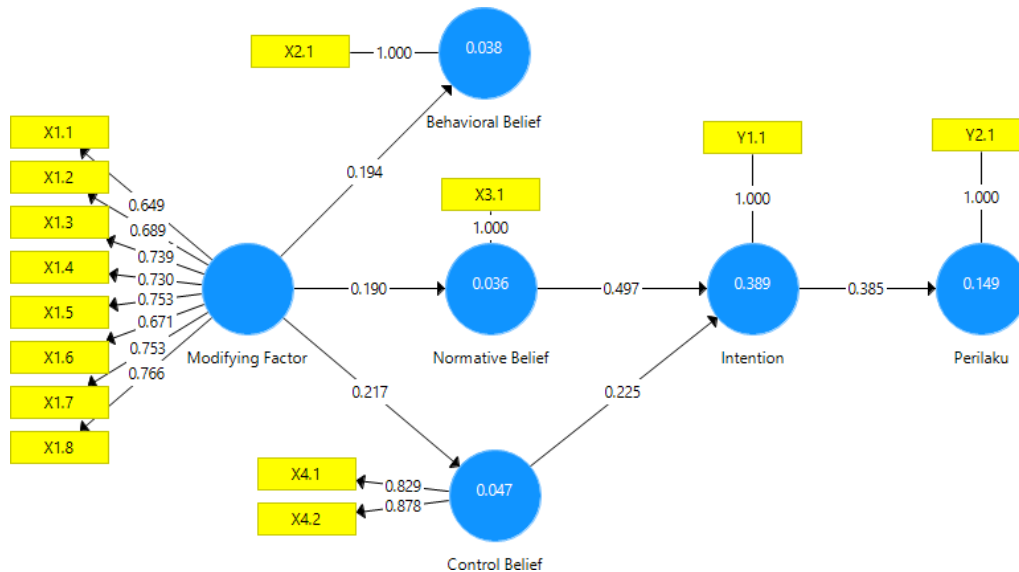 X2.1
1.000
0.038
Behavioral Belief
X1.1
X1.2
X1.3
X1.4
X1.5
X1.6
X1.7
X1.8
0.649
0.689
0.739
0.730
0.753
0.671
0.753
0.766
Modifying Factor
0.194
0.190
0.217
X3.1
1.000
0.036
Normative Belief
0.497
Y1.1
1.000
0.389
Intention
0.385
Y2.1
1.000
0.149
Perilaku
0.225
X4.1
X4.2
0.829
0.878
0.047
Control Belief